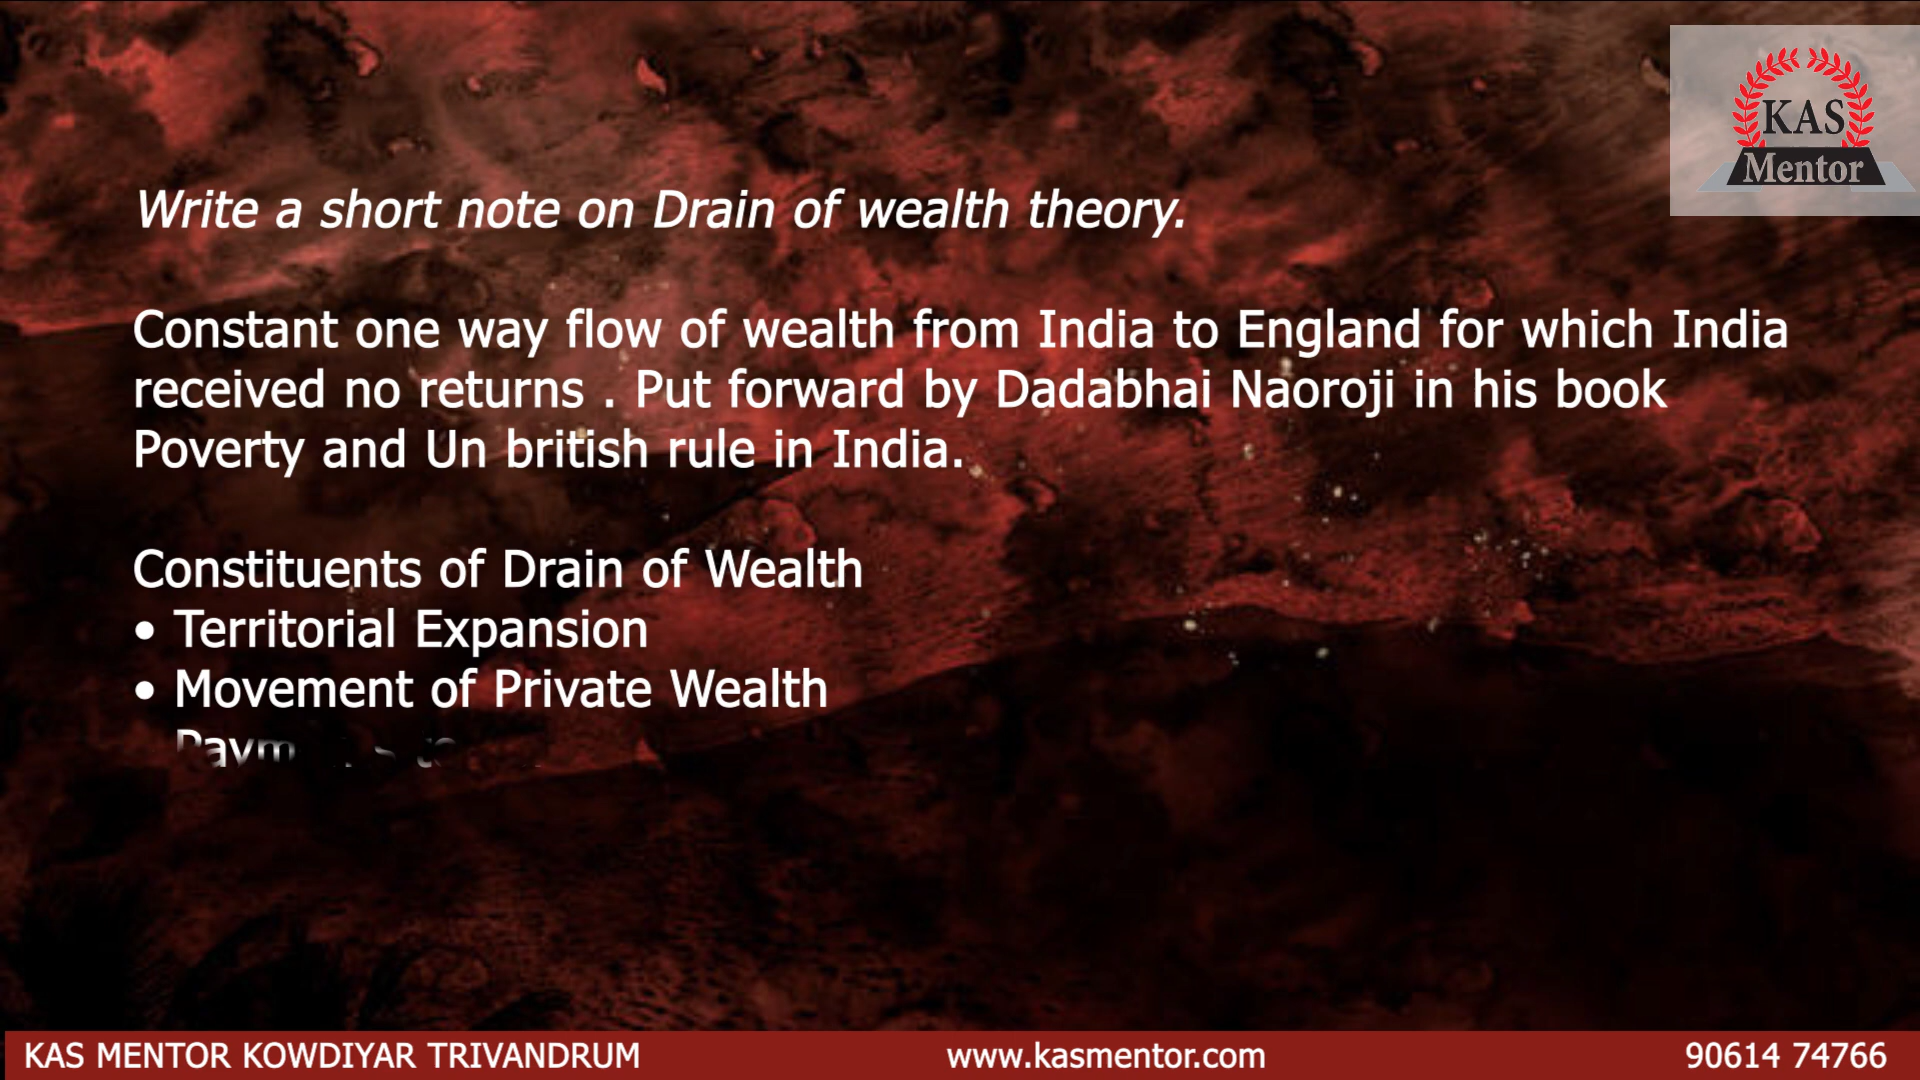 KAS
Mentor
Write a short note on Drain of wealth theory.
Constant one way flow of wealth from India to England for which India
received no returns . Put forward by Dadabhai Naoroji in his book
Poverty and Un british rule in India.
Constituents of Drain of Wealth
• Territorial Expansion
• Movement of Private Wealth
KAS MENTOR KOWDIYAR TRIVANDRUM
www.kasmentor.com
90614 74766